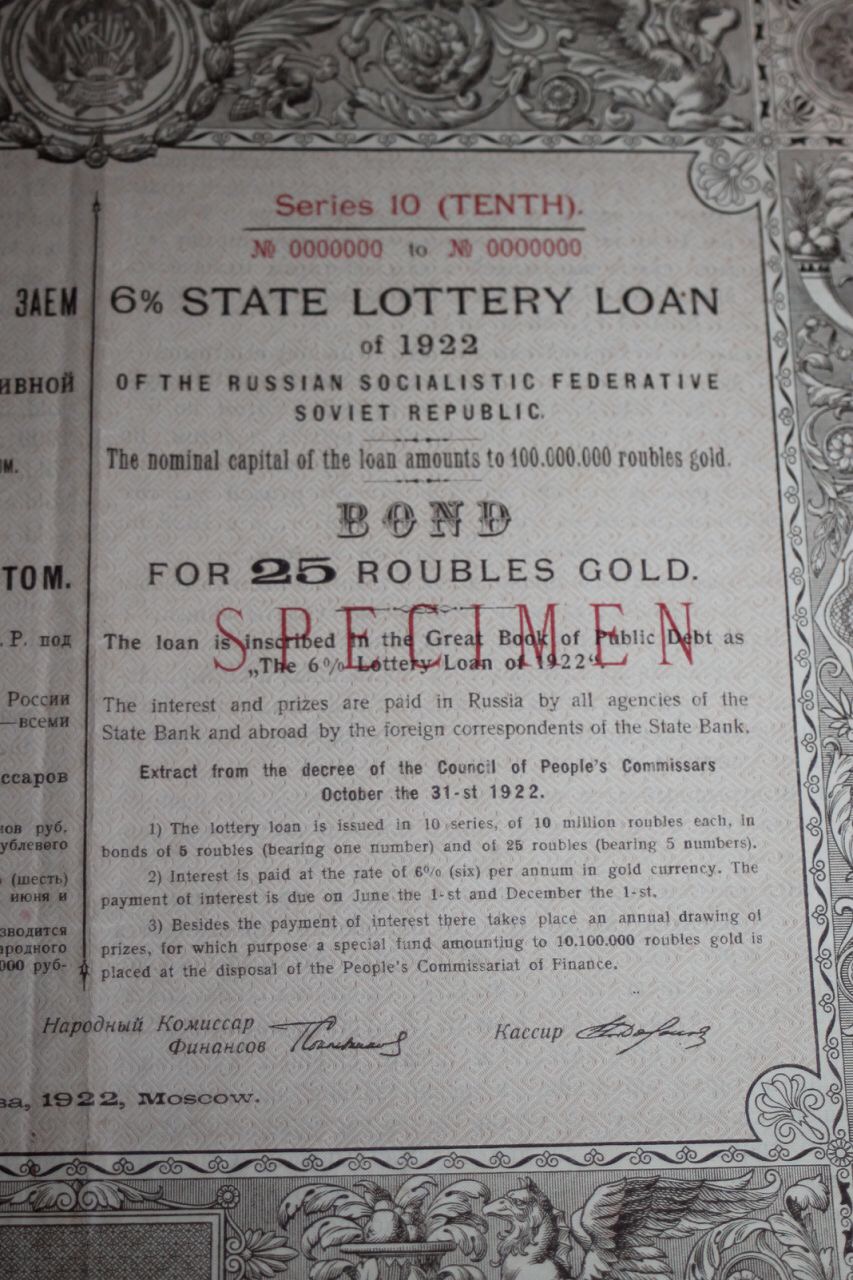 Series 10 (TENTH).
№ 0000000 to № 0000000
ЗАЕМ
6% STATE LOTTERY LOAN
of 1922
ИВНОЙ
OF THE RUSSIAN SOCIALISTIC FEDERATIVE
SOVIET REPUBLIC.
The nominal capital of the loan amounts to 100.000.000 roubles gold.
BOND
ТОМ.
FOR 25 ROUBLES GOLD.
SPECIMEN
. Р. под
The loan is inscribed in the Great Book of Public Debt as
„The 6% Lottery Loan of 1922“.
России
—всеми
The interest and prizes are paid in Russia by all agencies of the
State Bank and abroad by the foreign correspondents of the State Bank.
ссаров
Extract from the decree of the Council of People's Commissars
October the 31-st 1922.
нов руб.
ублевого
1) The lottery loan is issued in 10 series, of 10 million roubles each, in
bonds of 5 roubles (bearing one number) and of 25 roubles (bearing 5 numbers).
(шесть)
июня и
2) Interest is paid at the rate of 6% (six) per annum in gold currency. The
payment of interest is due on June the 1-st and December the 1-st.
зводится
ародного
000 руб-
3) Besides the payment of interest there takes place an annual drawing of
prizes, for which purpose a special fund amounting to 10.100.000 roubles gold is
placed at the disposal of the People's Commissariat of Finance.
Народный Комиссар
Финансов
Кассир
ва, 1922, Moscow.